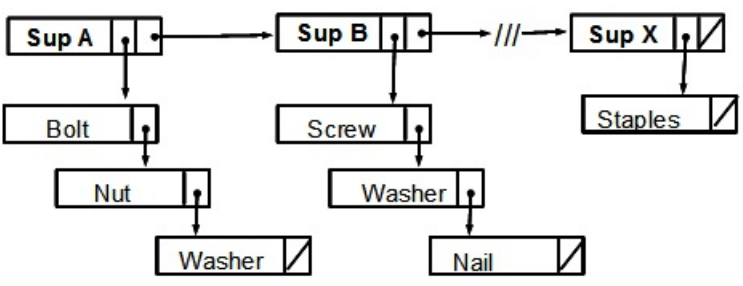 Sup A
Sup B
///
Sup X
Bolt
Screw
Staples
Nut
Washer
Washer
Nail